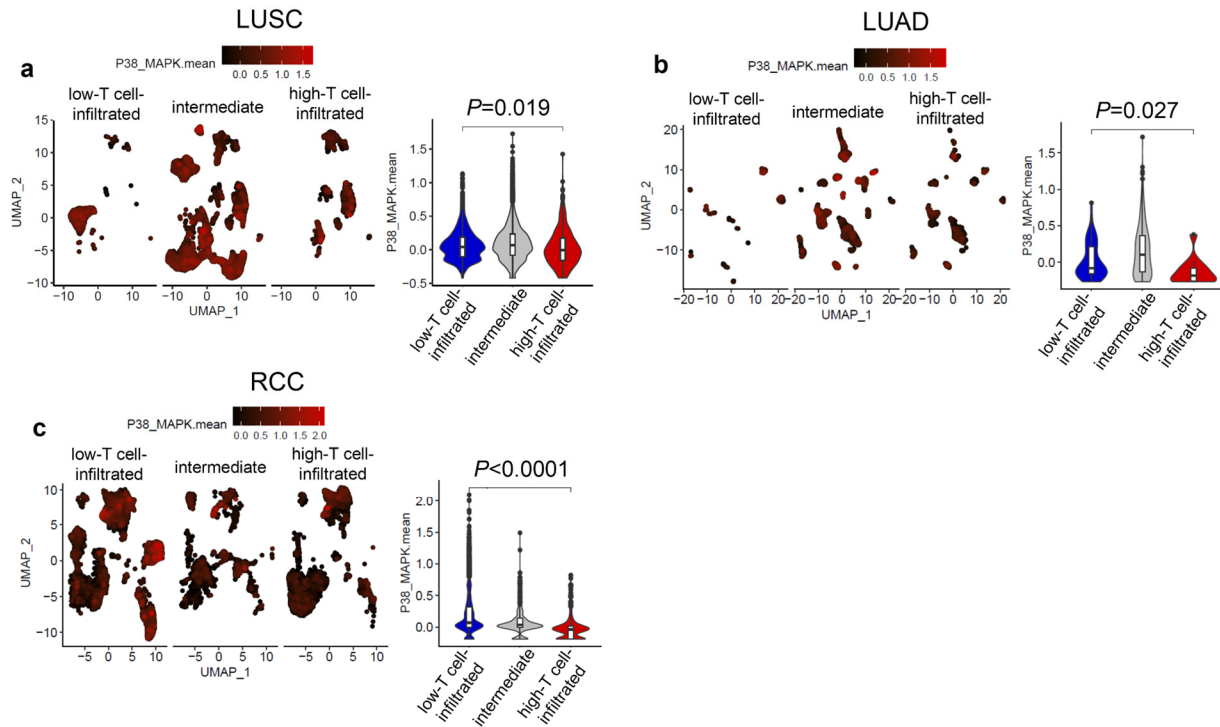 LUSC
P38_MAPK.mean
0.0 0.5 1.0 1.5
a
low-T cell-
infiltrated
intermediate
high-T cell-
infiltrated
15
10
5
0
−5
−10
UMAP_2
−10 0 10
−10 0 10
−10 0 10
UMAP_1
P=0.019
P38_MAPK.mean
1.5
1.0
0.5
0.0
−0.5
low-T cell-
infiltrated
intermediate
high-T cell-
infiltrated
LUAD
P38_MAPK.mean
0.0 0.5 1.0 1.5
b
low-T cell-
infiltrated
intermediate
high-T cell-
infiltrated
20
10
0
−10
UMAP_2
−20 −10 0 10 20
−20 −10 0 10 20
−20 −10 0 10 20
UMAP_1
P=0.027
P38_MAPK.mean
1.5
1.0
0.5
0.0
low-T cell-
infiltrated
intermediate
high-T cell-
infiltrated
RCC
P38_MAPK.mean
0.0 0.5 1.0 1.5 2.0
c
low-T cell-
infiltrated
intermediate
high-T cell-
infiltrated
10
5
0
−5
−10
UMAP_2
−5 0 5 10
−5 0 5 10
−5 0 5 10
UMAP_1
P<0.0001
P38_MAPK.mean
2.0
1.5
1.0
0.5
0.0
low-T cell-
infiltrated
intermediate
high-T cell-
infiltrated